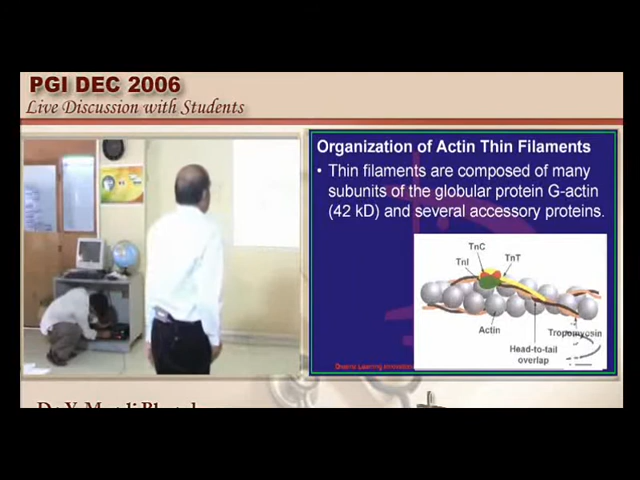 PGI DEC 2006
Live Discussion with Students
Organization of Actin Thin Filaments
• Thin filaments are composed of many
subunits of the globular protein G-actin
(42 kD) and several accessory proteins.
TnC
TnI
TnT
Actin
Tropomyosin
Head-to-tail
overlap